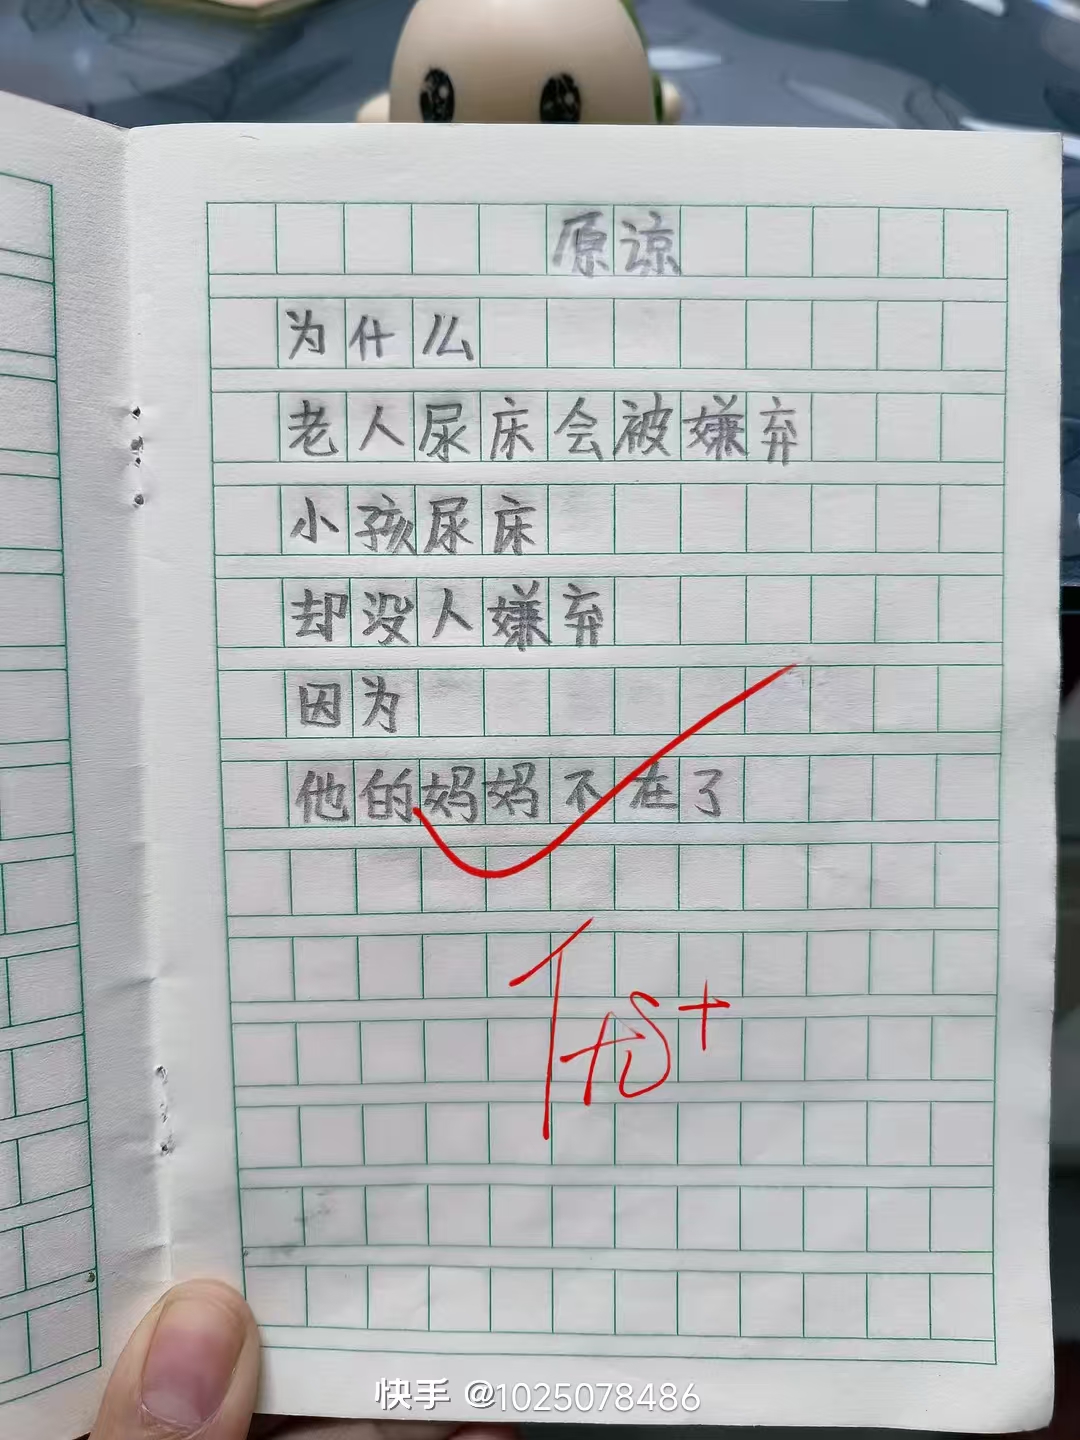 原谅
为什么
老人尿床会被嫌弃
小孩尿床
却没人嫌弃
因为
他的妈妈不在了
优+
快手 @1025078486